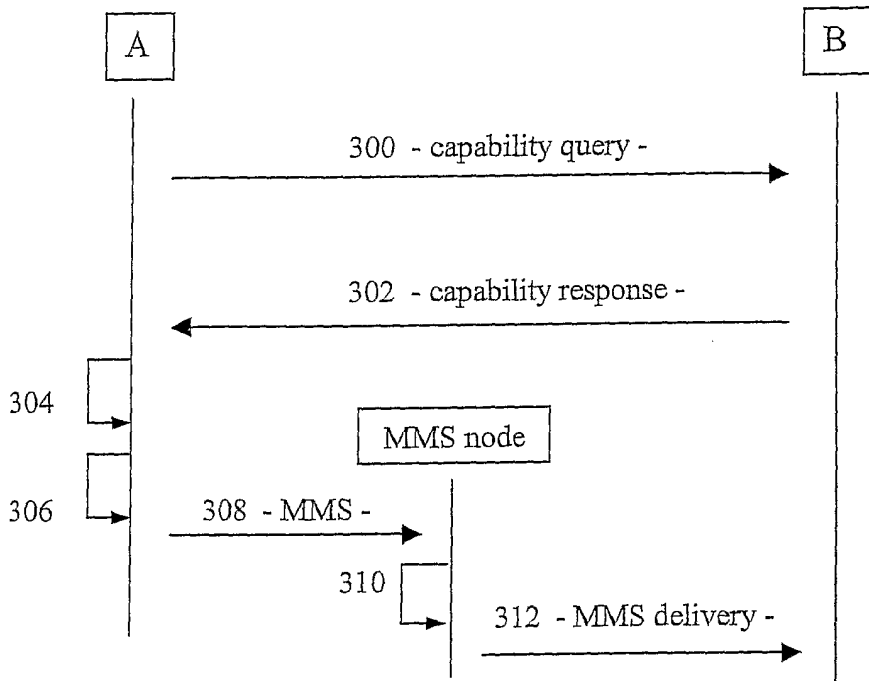 A
B
300 - capability query -
302 - capability response -
304
MMS node
306
308 - MMS -
310
312 - MMS delivery -